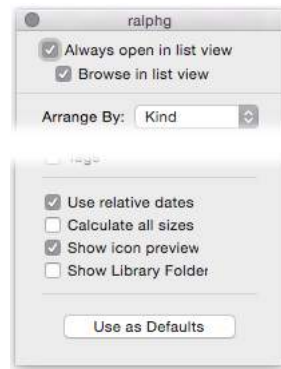 ralphg
Always open in list view
Browse in list view
Arrange By: Kind
Tags
Use relative dates
Calculate all sizes
Show icon preview
Show Library Folder
Use as Defaults